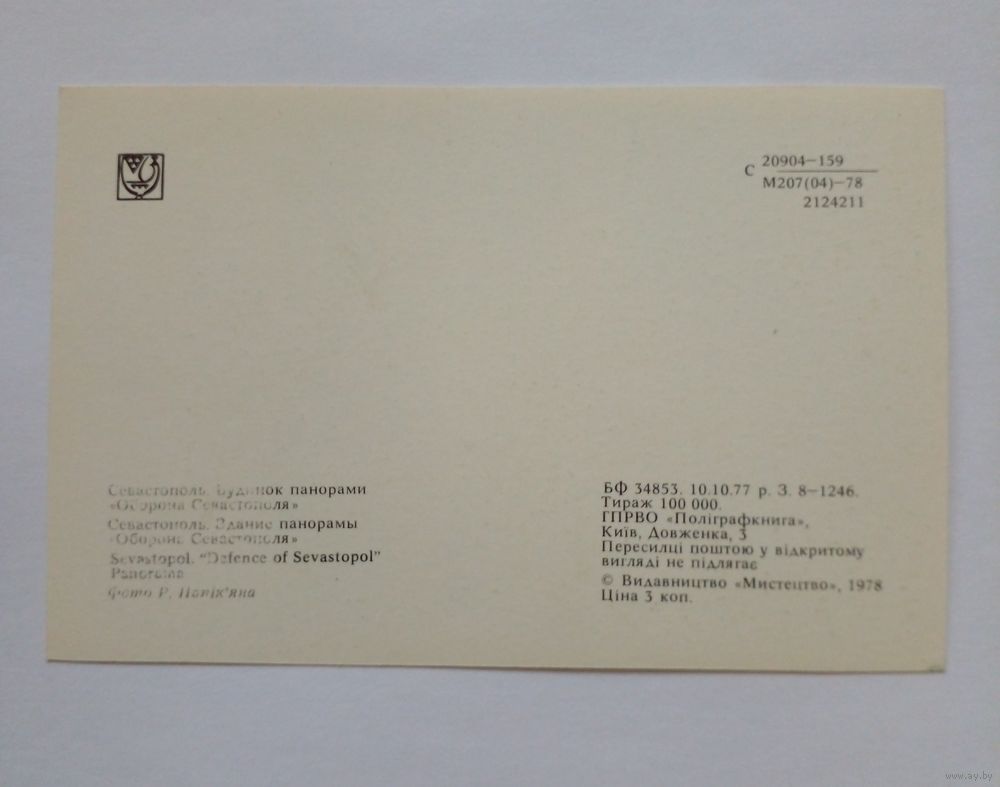 С 20904—159
М207(04)—78
2124211
Севастополь. Будинок панорами
«Оборона Севастополя»
Севастополь. Здание панорамы
«Оборона Севастополя»
Sevastopol. “Defence of Sevastopol”
Panorama
Фото Р. Папік'яна
БФ 34853. 10.10.77 р. З. 8—1246.
Тираж 100 000.
ГПРВО «Поліграфкнига»,
Київ, Довженка, 3
Пересилці поштою у відкритому
вигляді не підлягає
© Видавництво «Мистецтво», 1978
Ціна 3 коп.
www.ay.by